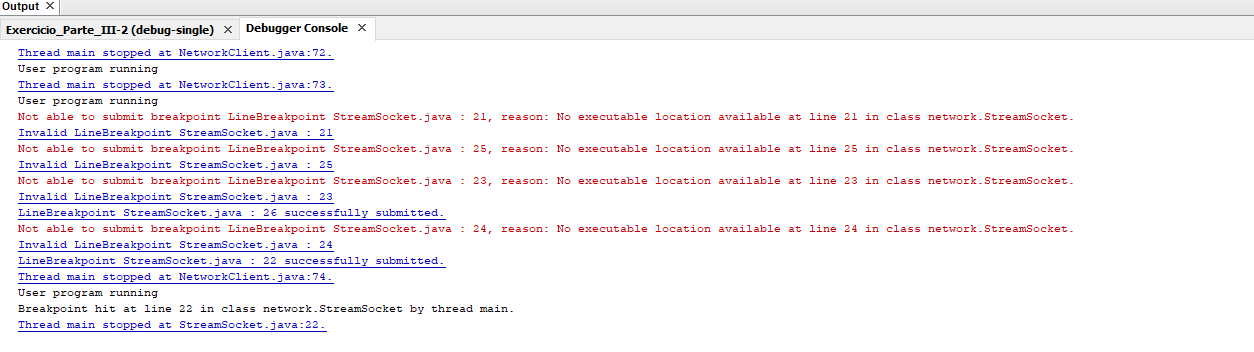 Output ×
Exercicio_Parte_III-2 (debug-single) × Debugger Console ×
Thread main stopped at NetworkClient.java:72.
User program running
Thread main stopped at NetworkClient.java:73.
User program running
Not able to submit breakpoint LineBreakpoint StreamSocket.java : 21, reason: No executable location available at line 21 in class network.StreamSocket.
Invalid LineBreakpoint StreamSocket.java : 21
Not able to submit breakpoint LineBreakpoint StreamSocket.java : 25, reason: No executable location available at line 25 in class network.StreamSocket.
Invalid LineBreakpoint StreamSocket.java : 25
Not able to submit breakpoint LineBreakpoint StreamSocket.java : 23, reason: No executable location available at line 23 in class network.StreamSocket.
Invalid LineBreakpoint StreamSocket.java : 23
LineBreakpoint StreamSocket.java : 26 successfully submitted.
Not able to submit breakpoint LineBreakpoint StreamSocket.java : 24, reason: No executable location available at line 24 in class network.StreamSocket.
Invalid LineBreakpoint StreamSocket.java : 24
LineBreakpoint StreamSocket.java : 22 successfully submitted.
Thread main stopped at NetworkClient.java:74.
User program running
Breakpoint hit at line 22 in class network.StreamSocket by thread main.
Thread main stopped at StreamSocket.java:22.